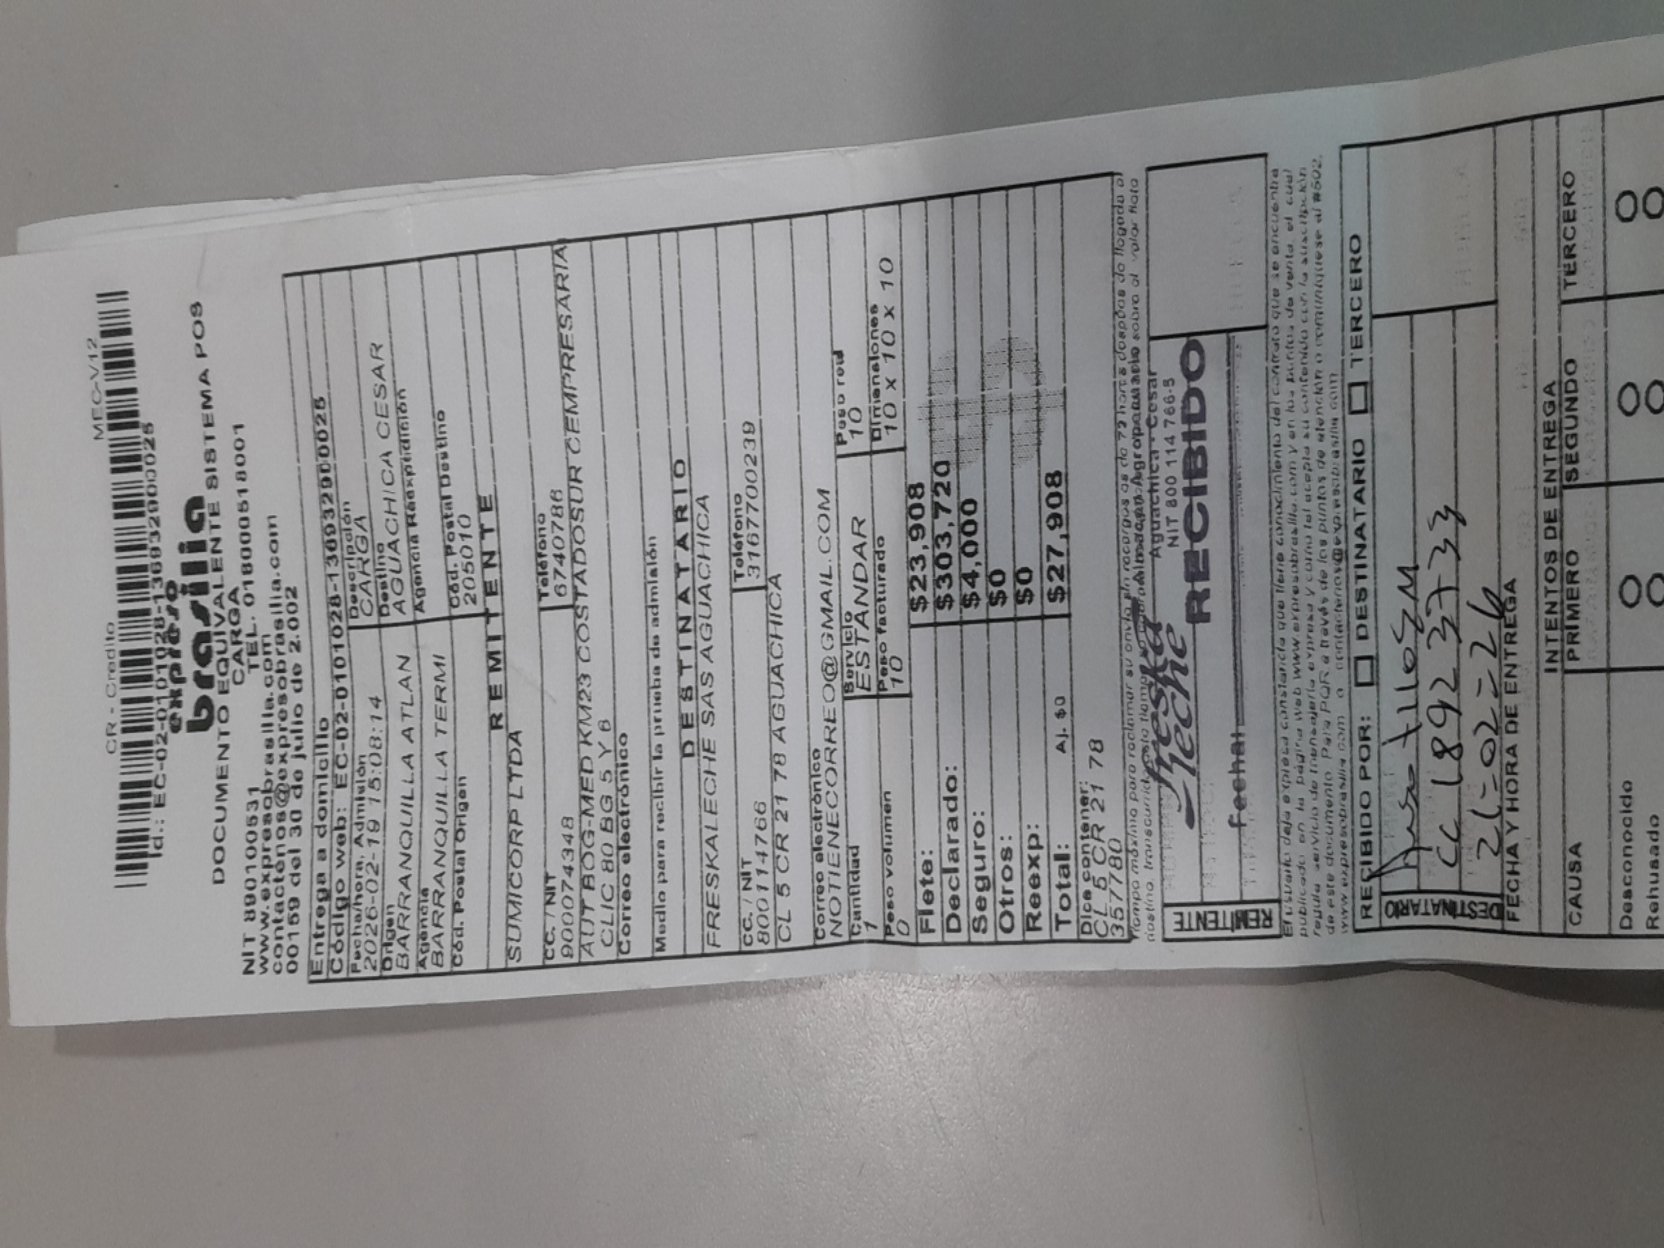 MEC-V12
CR - Credito
Id.: EC-02-0101028-1369329000025
expreso
brasilia
DOCUMENTO EQUIVALENTE SISTEMA POS
CARGA
NIT 890100531 TEL. 018000518001
www.expresobrasilia.com
contactenos@expresobrasilia.com
00159 del 30 de julio de 2.002
Entrega a domicilio
Código web: EC-02-0101028-1369329000025
Fecha/hora, Admisión
2026-02-19 15:08:14
Descripción
CARGA
Origen
BARRANQUILLA ATLAN
Destino
AGUACHICA CESAR
Agencia
BARRANQUILLA TERMI
Agencia Reexpedición
Cód. Postal Origen
Cód. Postal Destino
205010
REMITENTE
SUMICORP LTDA
CC. / NIT
900074348
Teléfono
67407786
AUT BOG-MED KM23 COSTADOSUR CEMPRESARIA
CLIC 80 BG 5 Y 6
Correo electrónico
Medio para recibir la prueba de admisión
DESTINATARIO
FRESKALECHE SAS AGUACHICA
CC. / NIT
800114766
Teléfono
3167700239
CL 5 CR 21 78 AGUACHICA
Correo electrónico
NOTIENECORREO@GMAIL.COM
Cantidad
1
Servicio
ESTANDAR
Peso real
10
Peso volumen
0
Peso facturado
10
Dimensiones
10 x 10 x 10
Flete: $23,908
Declarado: $303,720
Seguro: $4,000
Otros: $0
Reexp: $0
Total: Aj. $0 $27,908
Dice contener:
CL 5 CR 21 78
3577780
freska
leche
Aguachica - Cesar
NIT 800 114 766-5
RECIBIDO
Fecha:
REMITENTE
RECIBIDO POR: DESTINATARIO TERCERO
CC 18923733
21-02-26
DESTINATARIO
FECHA Y HORA DE ENTREGA
INTENTOS DE ENTREGA
CAUSA PRIMERO SEGUNDO TERCERO
Desconocido
Rehusado